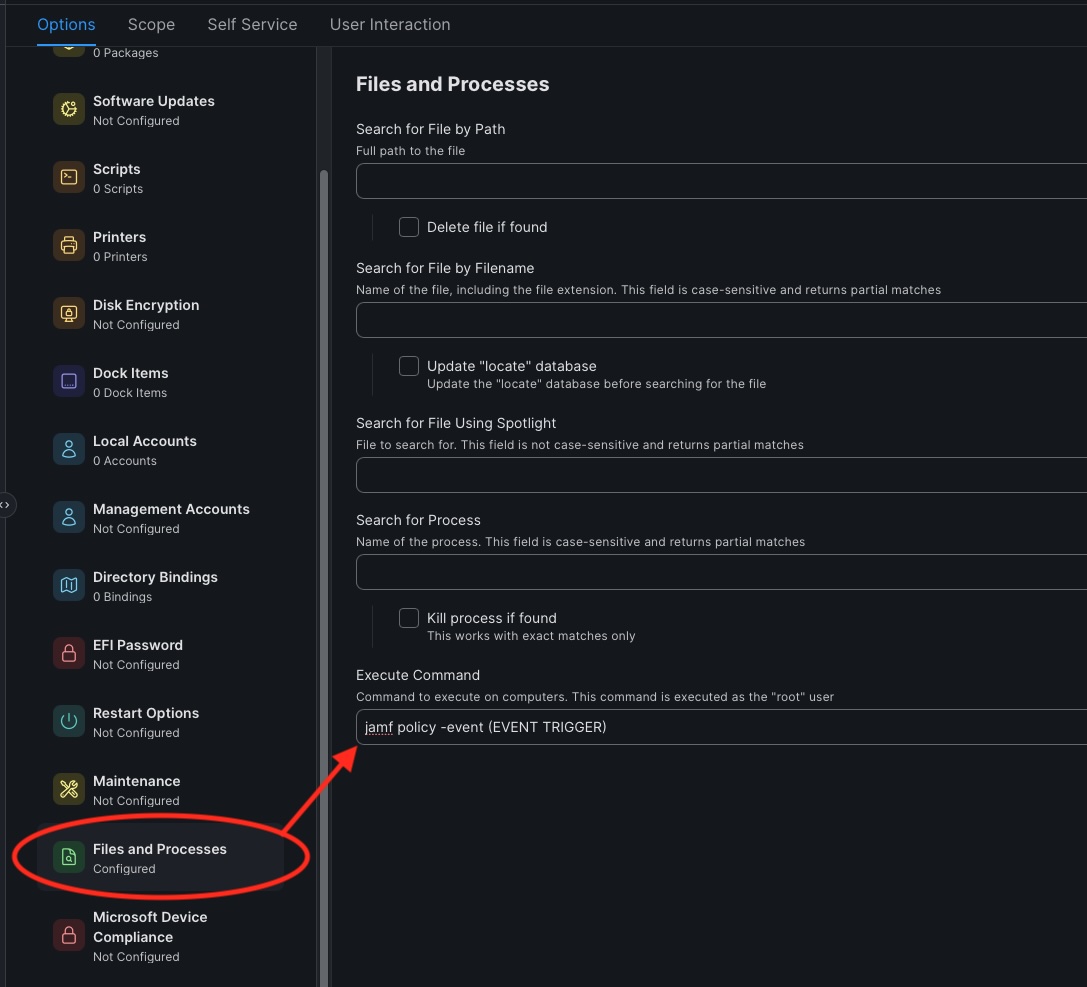 Options
Scope
Self Service
User Interaction
0 Packages
Software Updates
Not Configured
Scripts
0 Scripts
Printers
0 Printers
Disk Encryption
Not Configured
Dock Items
0 Dock Items
Local Accounts
0 Accounts
Management Accounts
Not Configured
Directory Bindings
0 Bindings
EFI Password
Not Configured
Restart Options
Not Configured
Maintenance
Not Configured
Files and Processes
Configured
Microsoft Device
Compliance
Not Configured
Files and Processes
Search for File by Path
Full path to the file
Delete file if found
Search for File by Filename
Name of the file, including the file extension. This field is case-sensitive and returns partial matches
Update "locate" database
Update the "locate" database before searching for the file
Search for File Using Spotlight
File to search for. This field is not case-sensitive and returns partial matches
Search for Process
Name of the process. This field is case-sensitive and returns partial matches
Kill process if found
This works with exact matches only
Execute Command
Command to execute on computers. This command is executed as the "root" user
jamf policy -event (EVENT TRIGGER)